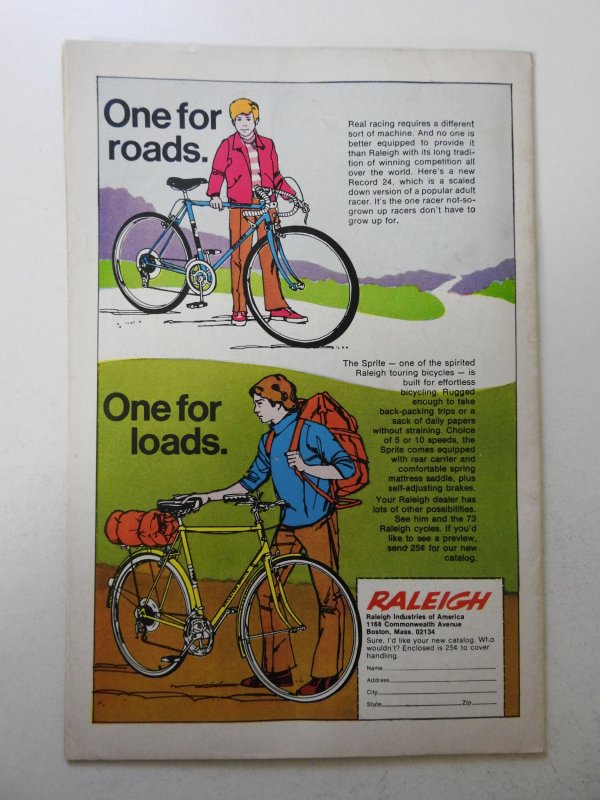 One for
roads.
Real racing requires a different
sort of machine. And no one is
better equipped to provide it
than Raleigh with its long tradi-
tion of winning competition all
over the world. Here's a new
Record 24, which is a scaled
down version of a popular adult
racer. It's the one racer not-so-
grown up racers don't have to
grow up for.
The Sprite — one of the spirited
Raleigh touring bicycles — is
built for effortless
bicycling. Rugged
enough to take
back-packing trips or a
sack of daily papers
without straining. Choice
of 5 or 10 speeds, the
Sprite comes equipped
with rear carrier and
comfortable spring
mattress saddle, plus
self-adjusting brakes.
Your Raleigh dealer has
lots of other possibilities.
See him and the 73
Raleigh cycles. If you'd
like to see a preview,
send 25¢ for our new
catalog.
One for
loads.
RALEIGH
Raleigh Industries of America
1168 Commonwealth Avenue
Boston, Mass. 02134
Sure, I'd like your new catalog. Who
wouldn't? Enclosed is 25¢ to cover
handling.
Name
Address
City
State Zip